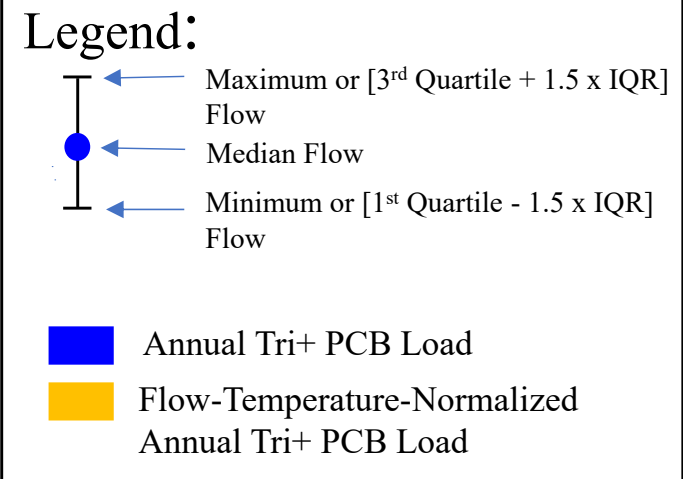 Legend:
Maximum or [3rd Quartile + 1.5 x IQR]
Flow
Median Flow
Minimum or [1st Quartile - 1.5 x IQR]
Flow
Annual Tri+ PCB Load
Flow-Temperature-Normalized
Annual Tri+ PCB Load